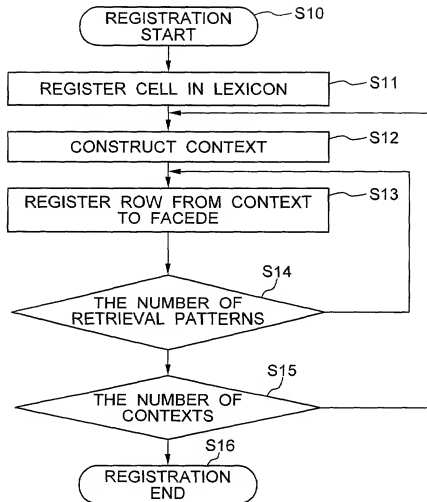 REGISTRATION
START
S10
REGISTER CELL IN LEXICON
S11
CONSTRUCT CONTEXT
S12
REGISTER ROW FROM CONTEXT
TO FACEDE
S13
THE NUMBER OF
RETRIEVAL PATTERNS
S14
THE NUMBER OF
CONTEXTS
S15
REGISTRATION
END
S16